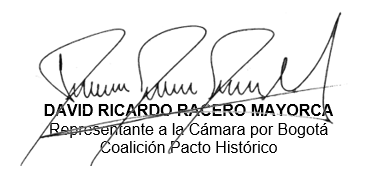 DAVID RICARDO RACERO MAYORCA
Representante a la Cámara por Bogotá
Coalición Pacto Histórico